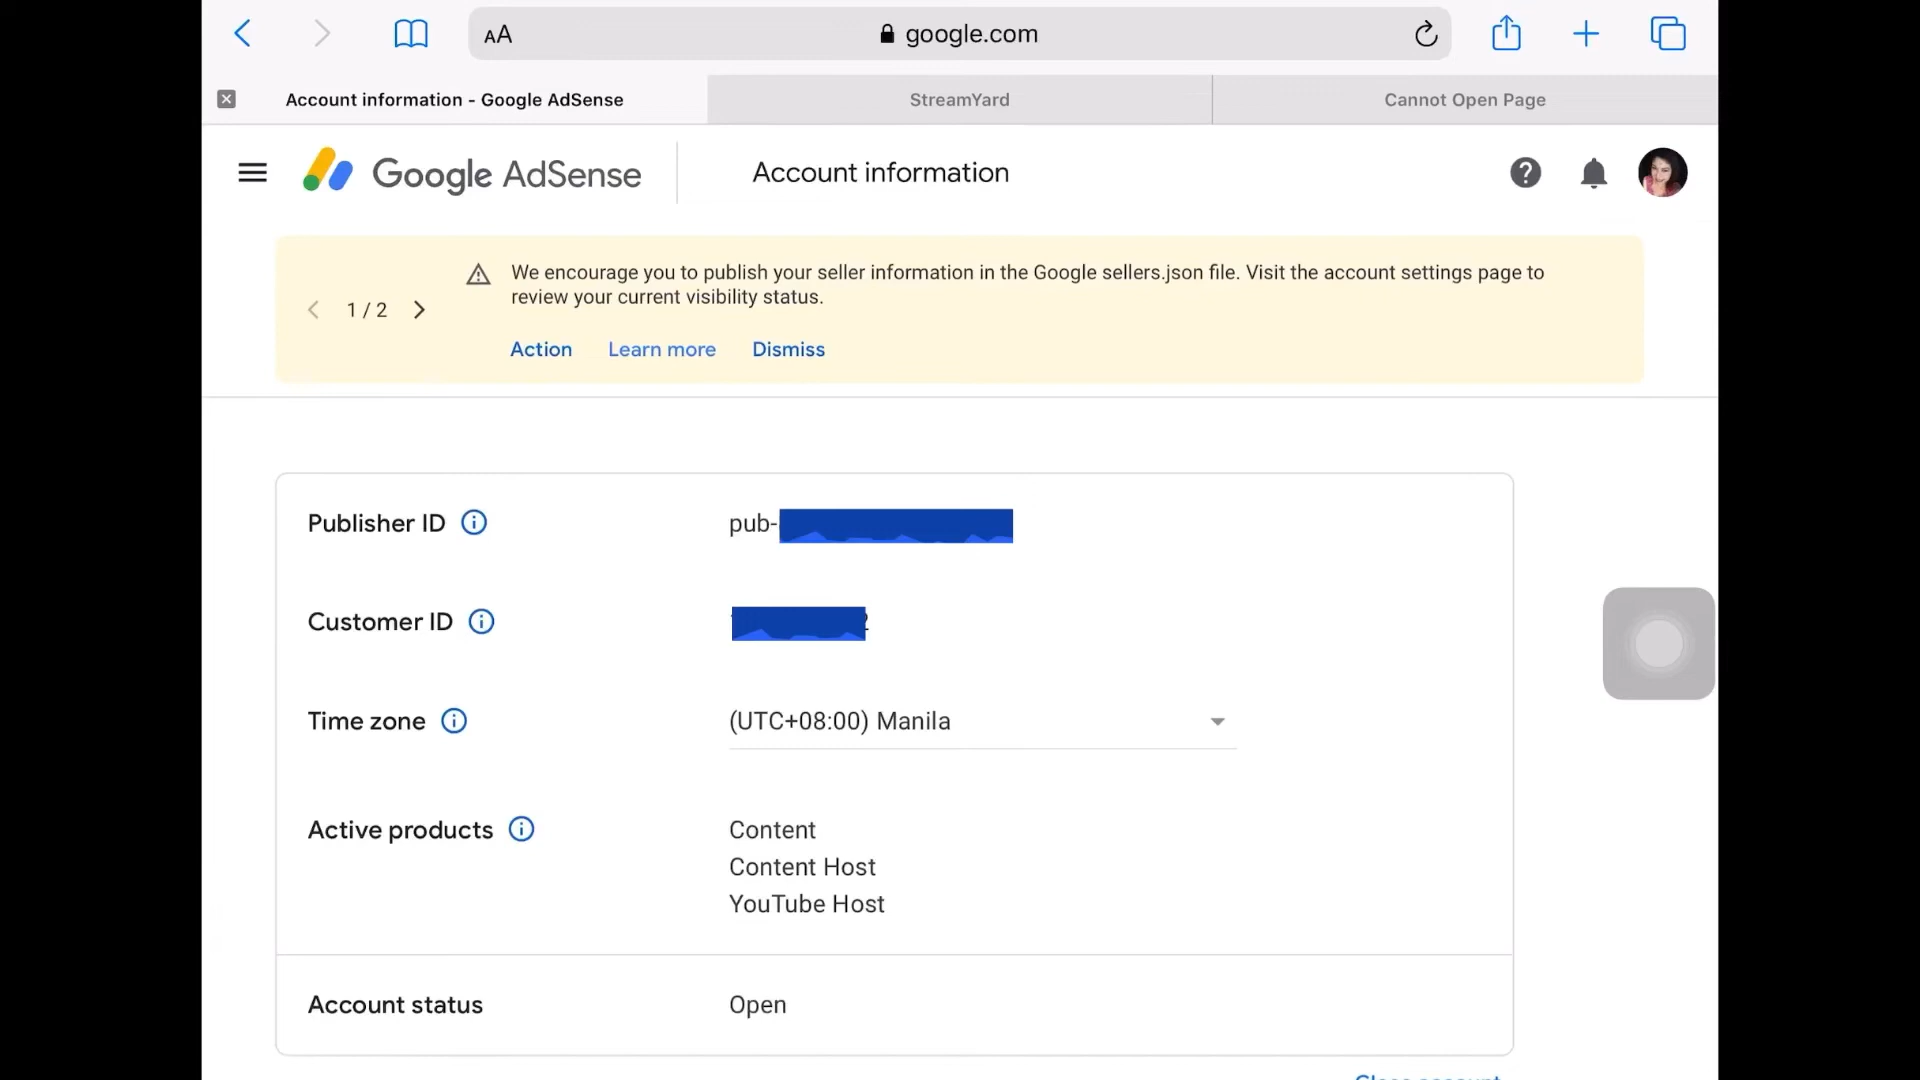 AA google.com
Account information - Google AdSense StreamYard Cannot Open Page
Google AdSense Account information
We encourage you to publish your seller information in the Google sellers.json file. Visit the account settings page to
review your current visibility status.
1 / 2
Action Learn more Dismiss
Publisher ID pub-
Customer ID
Time zone (UTC+08:00) Manila
Active products Content
Content Host
YouTube Host
Account status Open
Close account